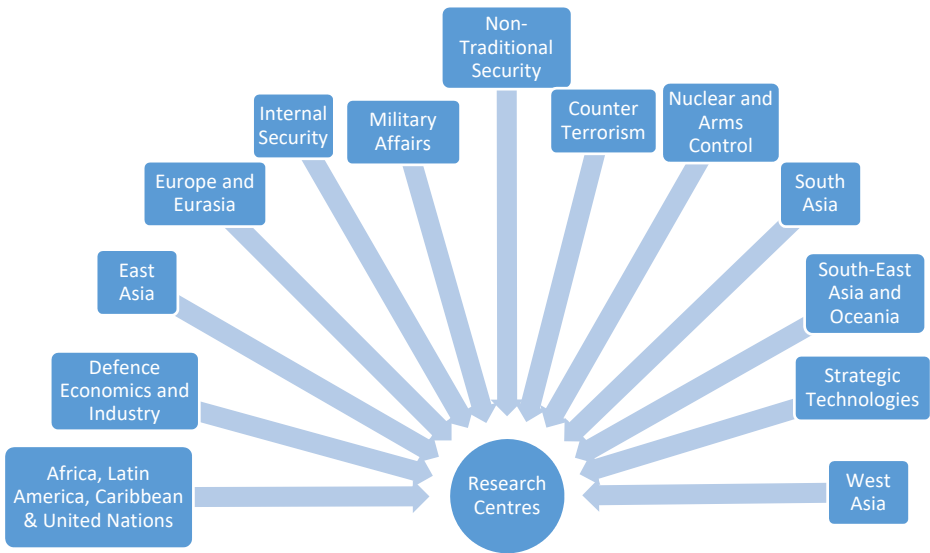 Non-
Traditional
Security
Internal
Security
Military
Affairs
Counter
Terrorism
Nuclear and
Arms
Control
Europe and
Eurasia
South
Asia
East
Asia
South-East
Asia and
Oceania
Defence
Economics and
Industry
Strategic
Technologies
Africa, Latin
America, Caribbean
& United Nations
Research
Centres
West
Asia